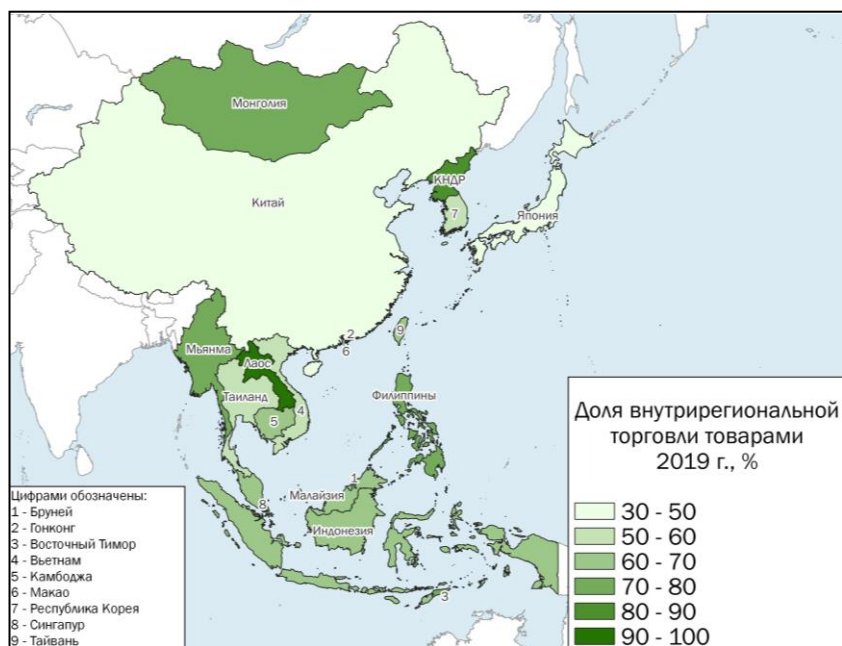 Монголия
КНДР
7
Китай
Япония
2
9
6
Мьянма
Лаос
Таиланд
Филиппины
4
5
1
Малайзия
8
Индонезия
3
Доля внутрирегиональной
торговли товарами
2019 г., %
30 - 50
50 - 60
60 - 70
70 - 80
80 - 90
90 - 100
Цифрами обозначены:
1 - Бруней
2 - Гонконг
3 - Восточный Тимор
4 - Вьетнам
5 - Камбоджа
6 - Макао
7 - Республика Корея
8 - Сингапур
9 - Тайвань